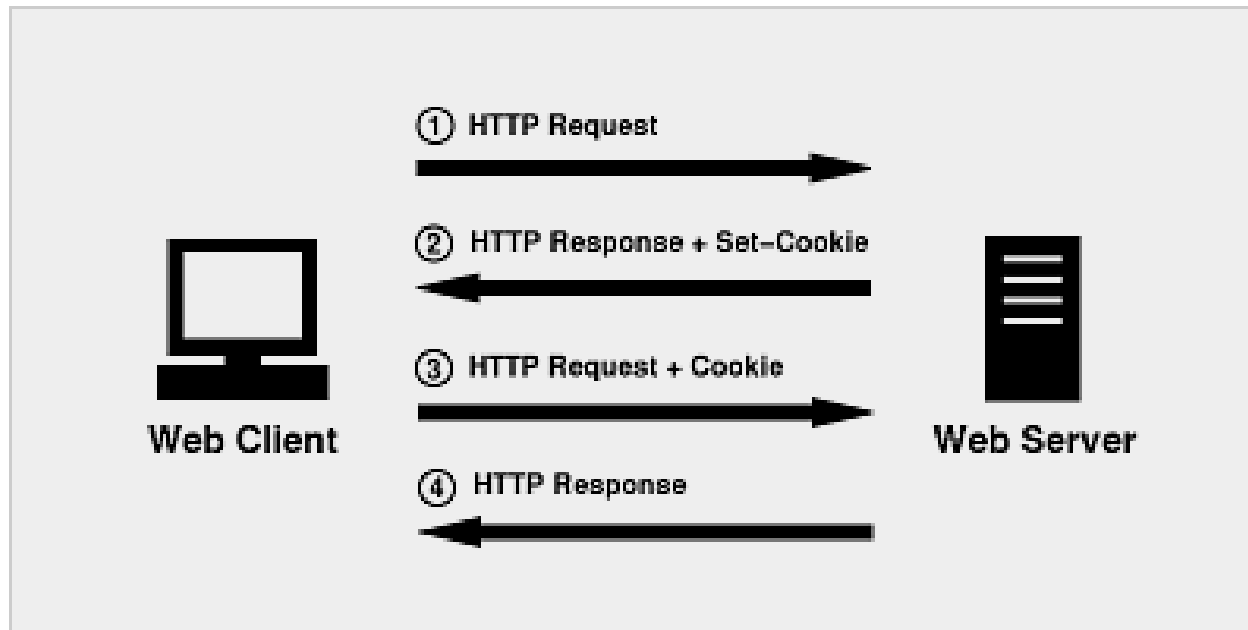 ① HTTP Request
② HTTP Response + Set-Cookie
③ HTTP Request + Cookie
Web Client
Web Server
④ HTTP Response